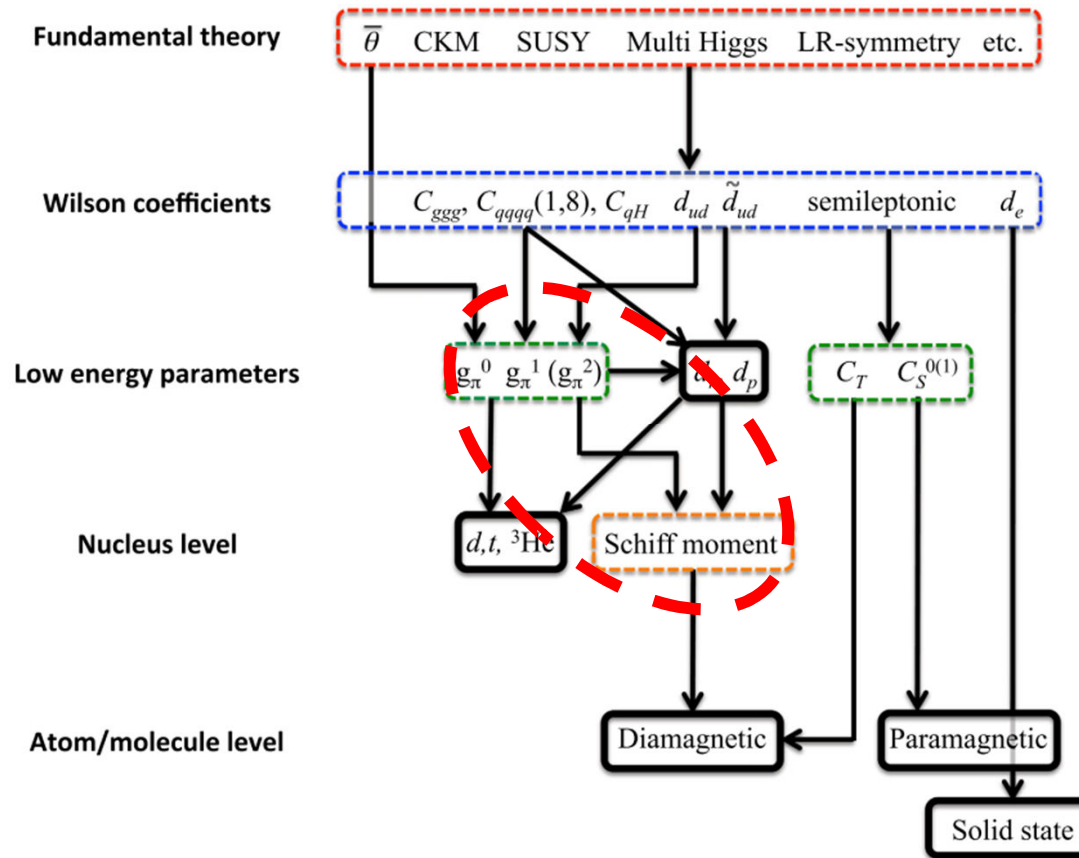 Fundamental theory θ̅ CKM SUSY Multi Higgs LR-symmetry etc.
Wilson coefficients C_ggg, C_qqqq(1,8), C_qH d_ud d̃_ud semileptonic d_e
Low energy parameters g_π^0 g_π^1 (g_π^2) d_p C_T C_S^0(1)
Nucleus level d,t, ³He Schiff moment
Atom/molecule level Diamagnetic Paramagnetic
Solid state